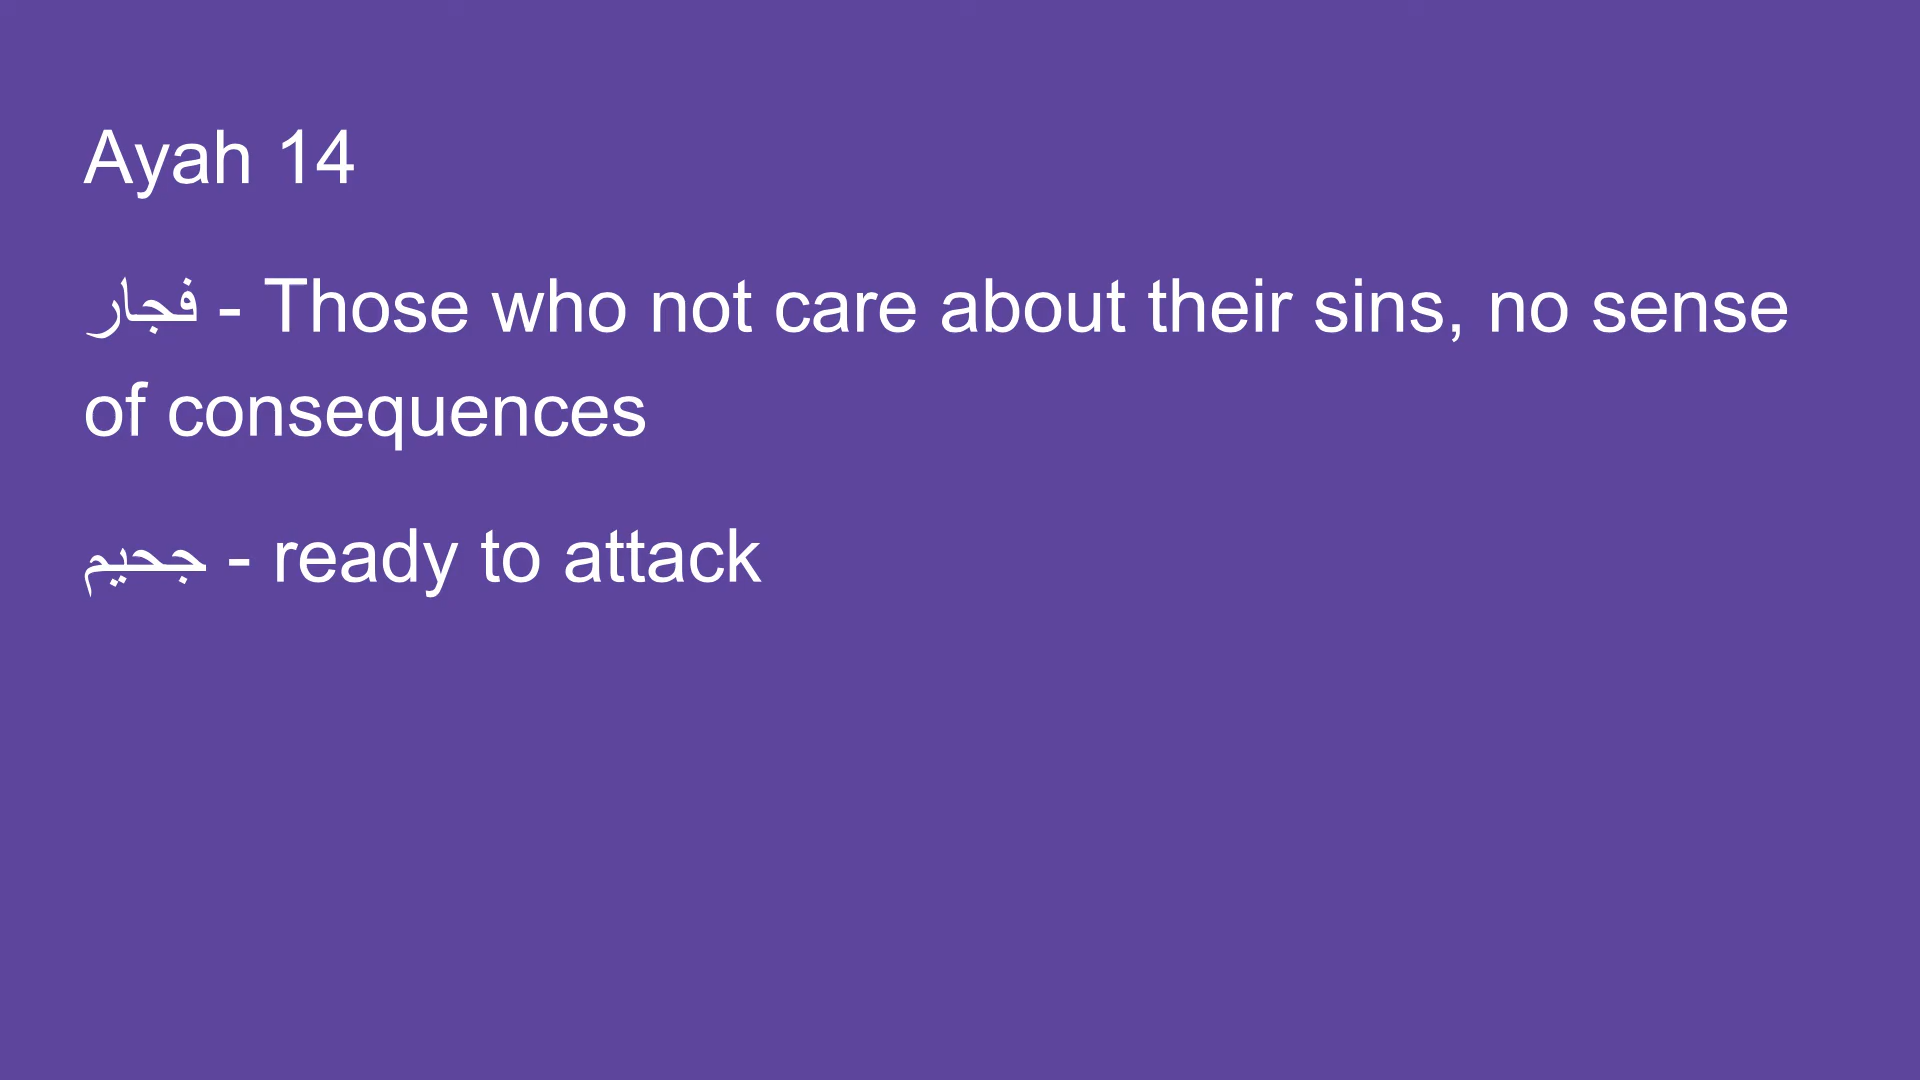 Ayah 14
فجار - Those who not care about their sins, no sense
of consequences
جحيم - ready to attack